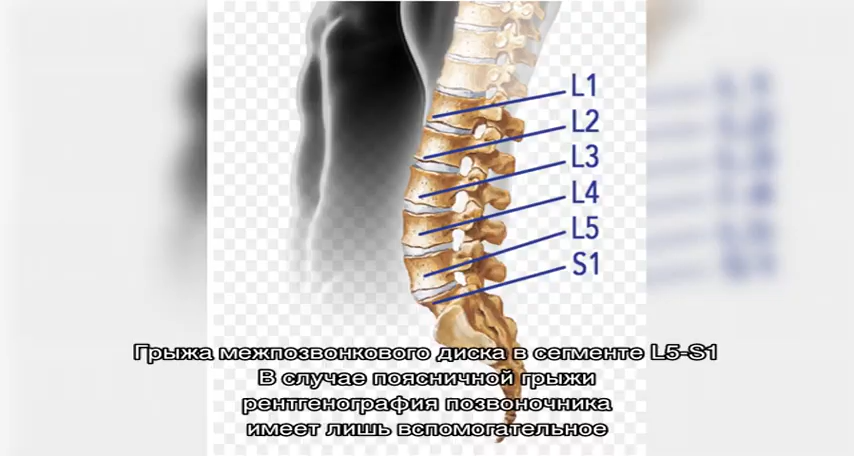 L1
L2
L3
L4
L5
S1
Грыжа межпозвонкового диска в сегменте L5-S1
В случае поясничной грыжи
рентгенография позвоночника
имеет лишь вспомогательное